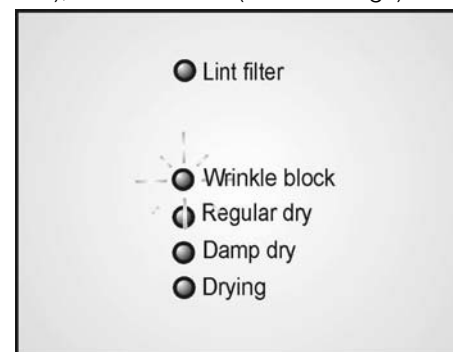 Lint filter
Wrinkle block
Regular dry
Damp dry
Drying